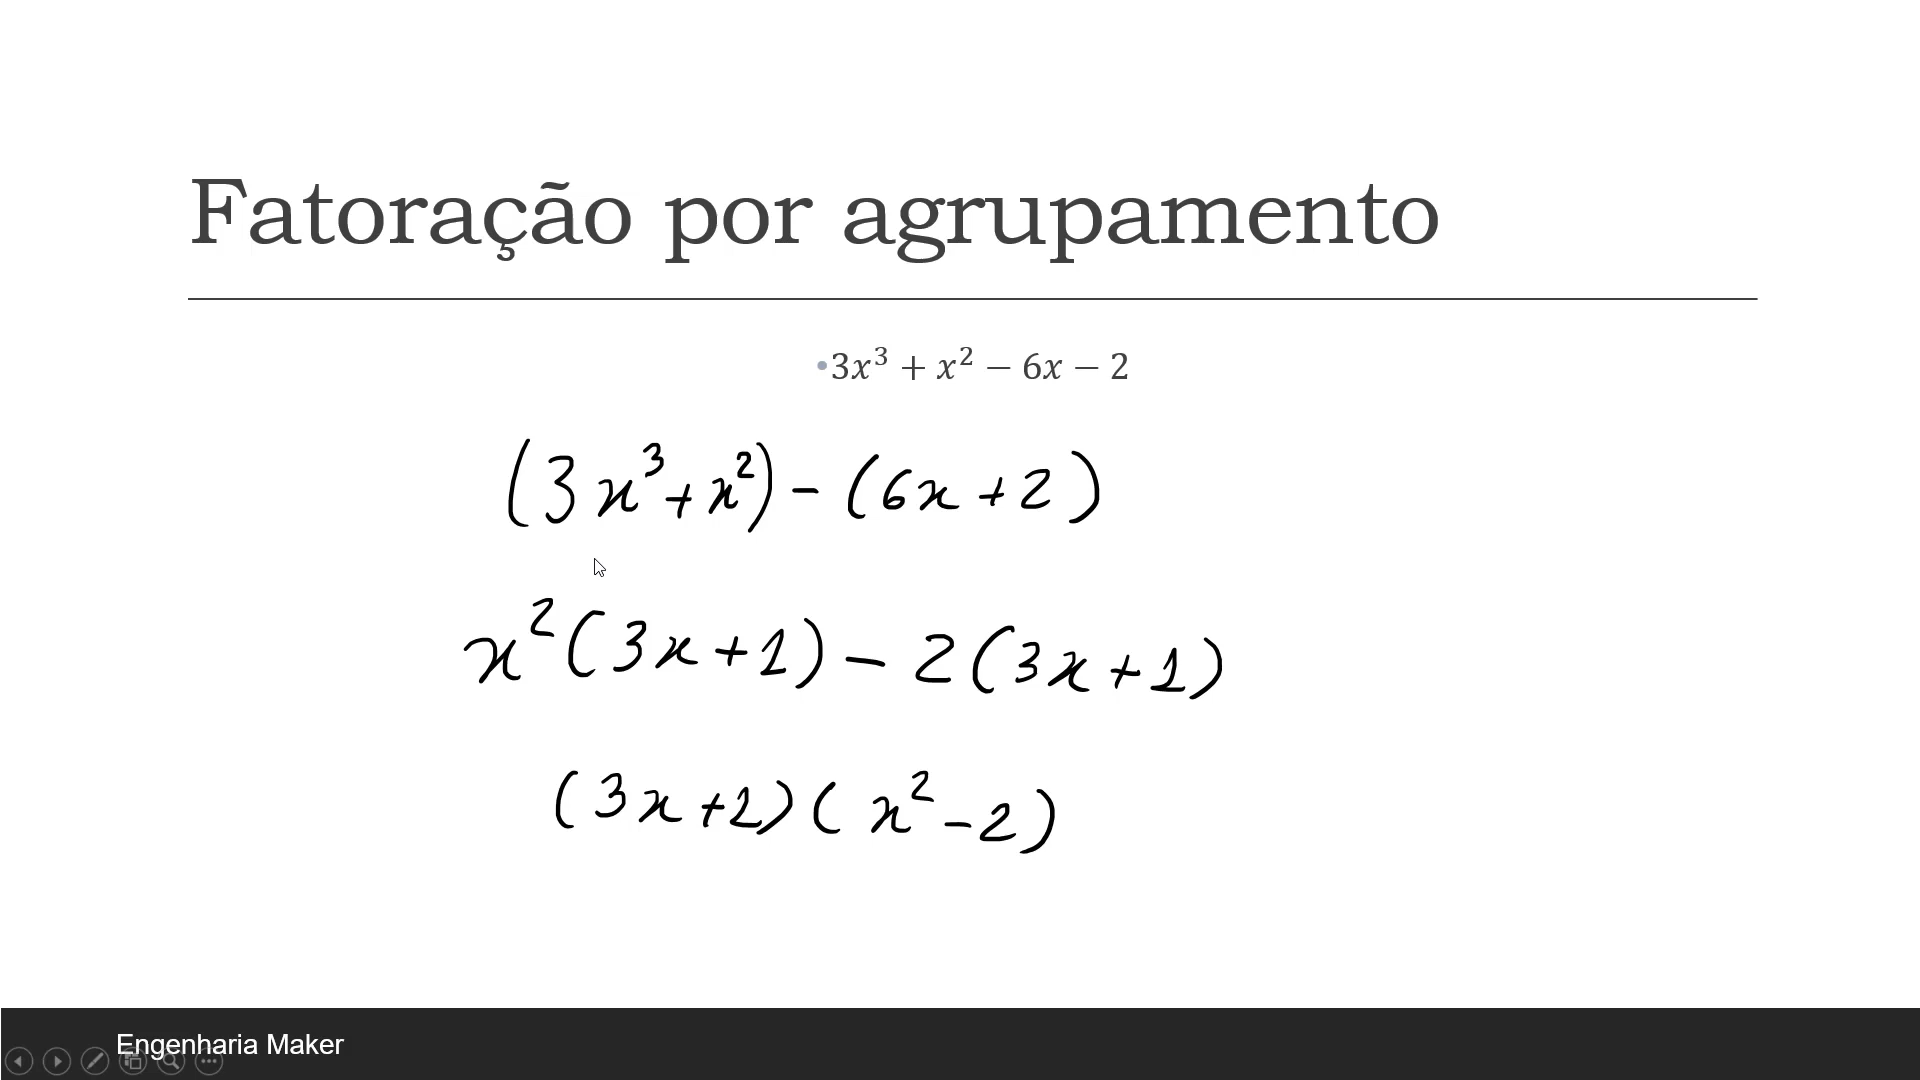 Fatoração por agrupamento
•3x³ + x² − 6x − 2
(3x³+x²) - (6x+2)
x²(3x+1) - 2(3x+1)
(3x+1)(x²-2)
Engenharia Maker